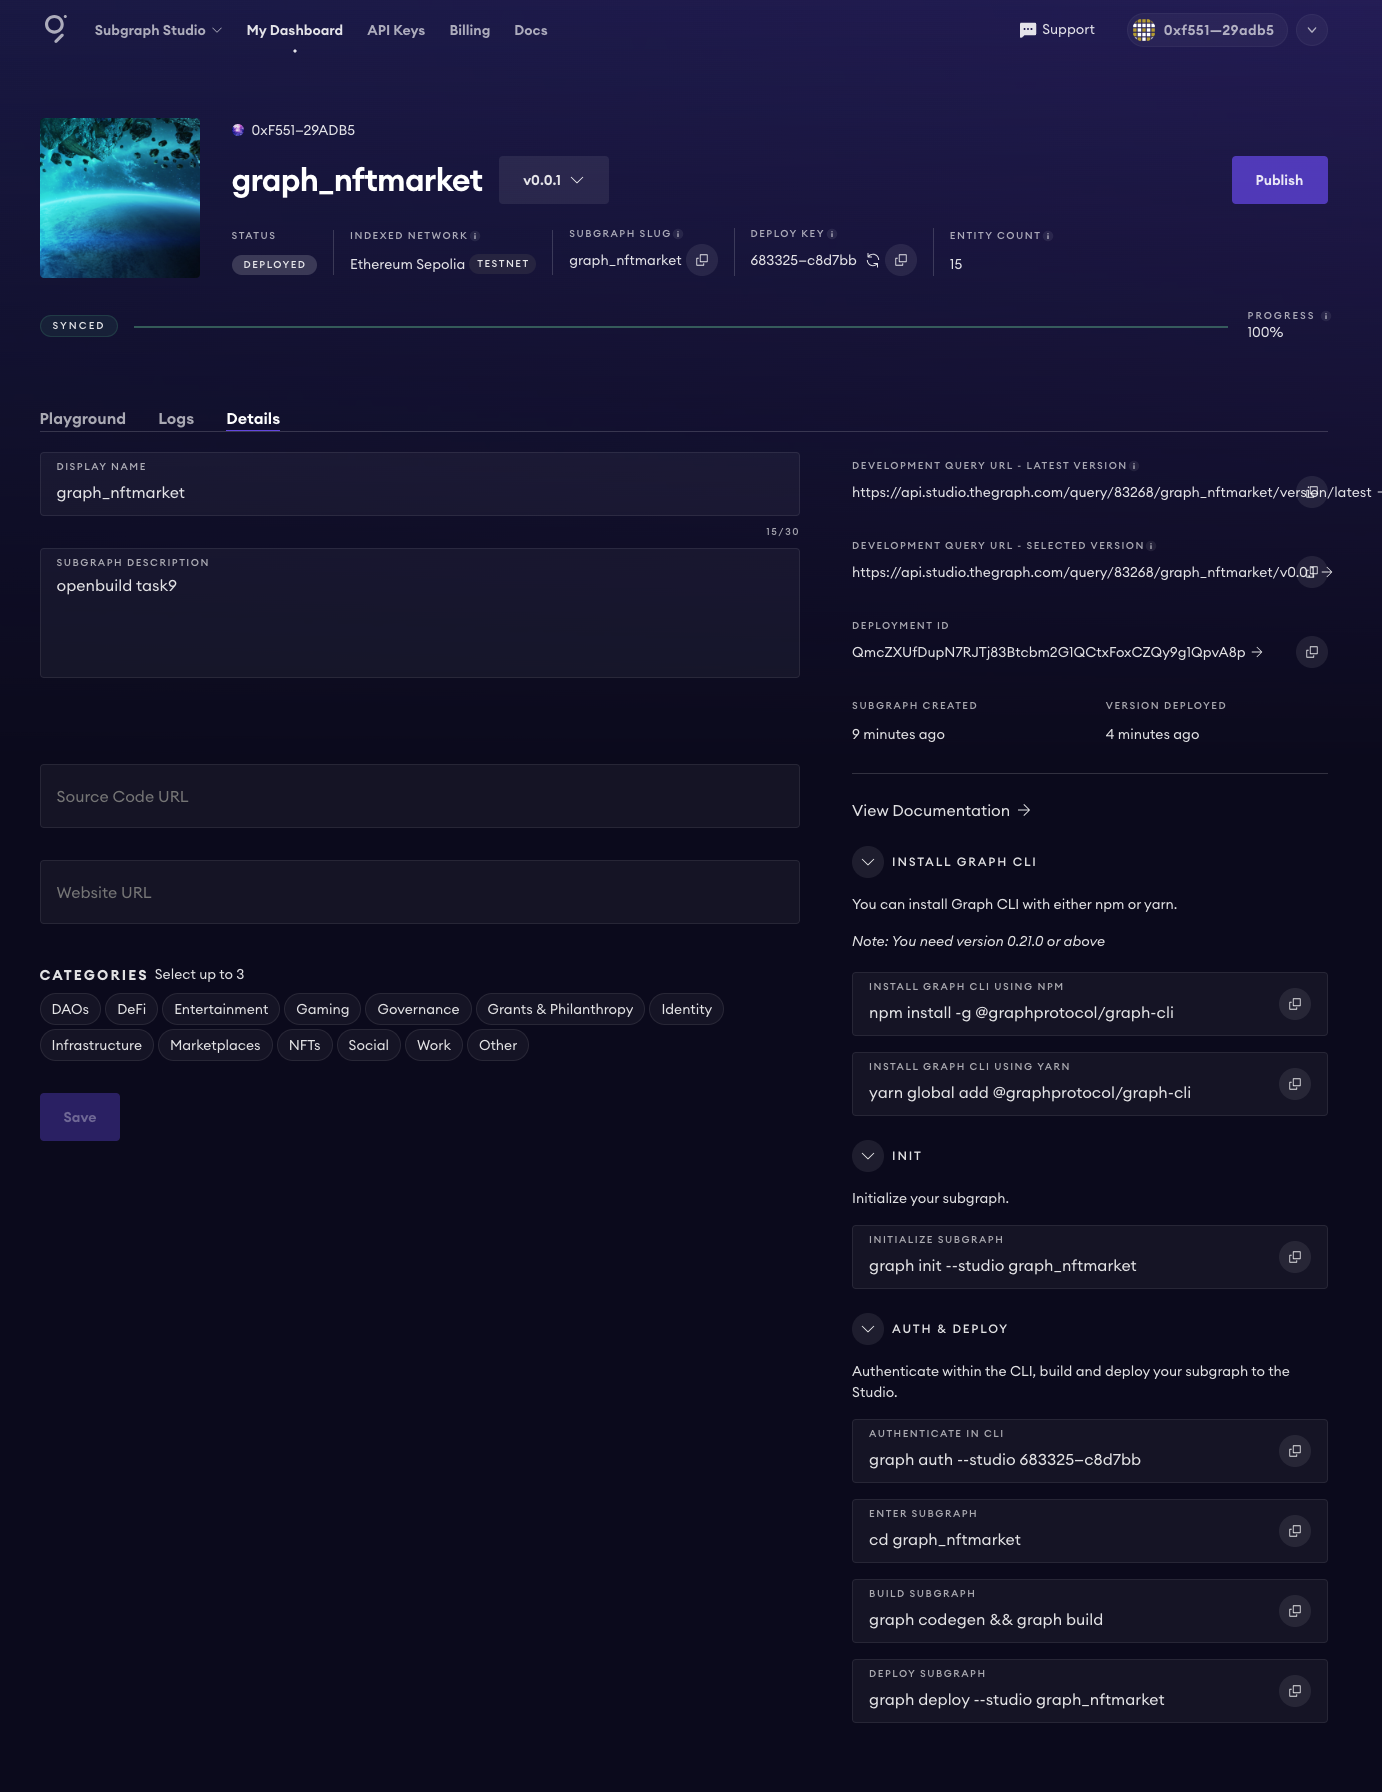 Subgraph Studio
My Dashboard
API Keys
Billing
Docs
Support
0xf551—29adb5
0xF551—29ADB5
graph_nftmarket
v0.0.1
Publish
STATUS
DEPLOYED
INDEXED NETWORK
Ethereum Sepolia TESTNET
SUBGRAPH SLUG
graph_nftmarket
DEPLOY KEY
683325—c8d7bb
ENTITY COUNT
15
SYNCED
PROGRESS
100%
Playground
Logs
Details
DISPLAY NAME
graph_nftmarket
15/30
SUBGRAPH DESCRIPTION
openbuild task9
Source Code URL
Website URL
CATEGORIES Select up to 3
DAOs DeFi Entertainment Gaming Governance Grants & Philanthropy Identity
Infrastructure Marketplaces NFTs Social Work Other
Save
DEVELOPMENT QUERY URL - LATEST VERSION
https://api.studio.thegraph.com/query/83268/graph_nftmarket/version/latest →
DEVELOPMENT QUERY URL - SELECTED VERSION
https://api.studio.thegraph.com/query/83268/graph_nftmarket/v0.0.1 →
DEPLOYMENT ID
QmcZXUfDupN7RJTj83Btcbm2G1QCtxFoxCZQy9g1QpvA8p →
SUBGRAPH CREATED
9 minutes ago
VERSION DEPLOYED
4 minutes ago
View Documentation →
INSTALL GRAPH CLI
You can install Graph CLI with either npm or yarn.
Note: You need version 0.21.0 or above
INSTALL GRAPH CLI USING NPM
npm install -g @graphprotocol/graph-cli
INSTALL GRAPH CLI USING YARN
yarn global add @graphprotocol/graph-cli
INIT
Initialize your subgraph.
INITIALIZE SUBGRAPH
graph init --studio graph_nftmarket
AUTH & DEPLOY
Authenticate within the CLI, build and deploy your subgraph to the
Studio.
AUTHENTICATE IN CLI
graph auth --studio 683325—c8d7bb
ENTER SUBGRAPH
cd graph_nftmarket
BUILD SUBGRAPH
graph codegen && graph build
DEPLOY SUBGRAPH
graph deploy --studio graph_nftmarket